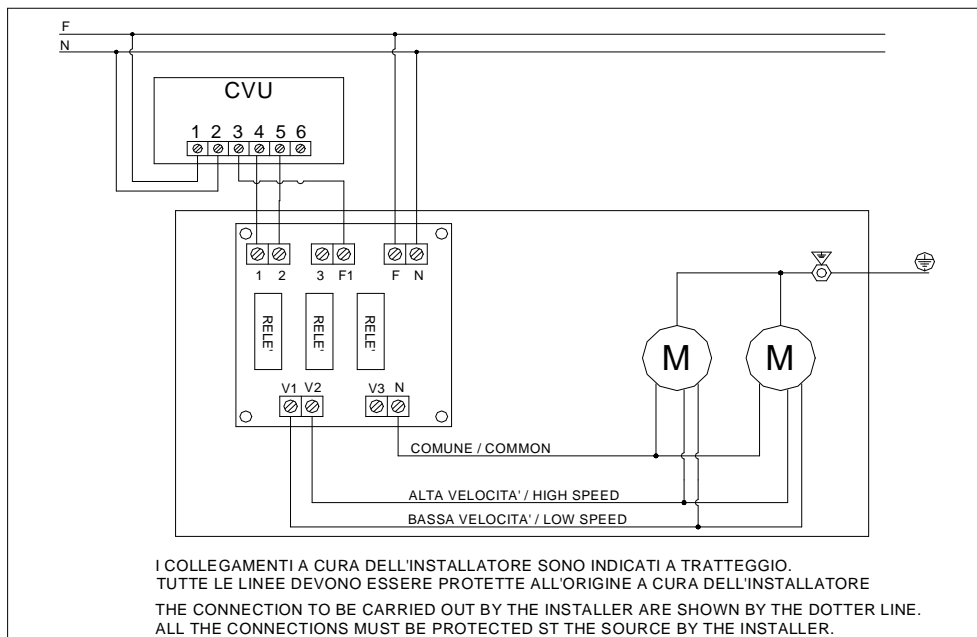 F
N
CVU
1 2 3 4 5 6
1 2 3 F1 F N
RELE' RELE' RELE'
M M
V1 V2 V3 N
COMUNE / COMMON
ALTA VELOCITA' / HIGH SPEED
BASSA VELOCITA' / LOW SPEED
I COLLEGAMENTI A CURA DELL'INSTALLATORE SONO INDICATI A TRATTEGGIO.
TUTTE LE LINEE DEVONO ESSERE PROTETTE ALL'ORIGINE A CURA DELL'INSTALLATORE
THE CONNECTION TO BE CARRIED OUT BY THE INSTALLER ARE SHOWN BY THE DOTTER LINE.
ALL THE CONNECTIONS MUST BE PROTECTED ST THE SOURCE BY THE INSTALLER.